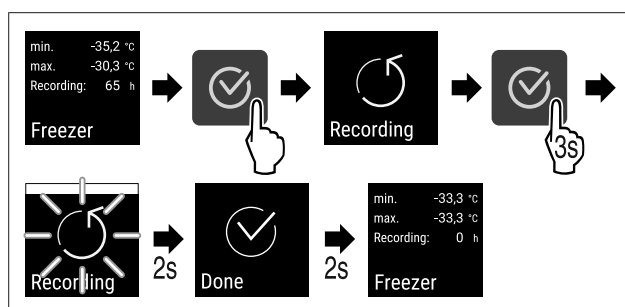 min. -35,2 °C
max. -30,3 °C
Recording: 65 h
Freezer
Recording
3s
Recording
2s
Done
2s
min. -33,3 °C
max. -33,3 °C
Recording: 0 h
Freezer